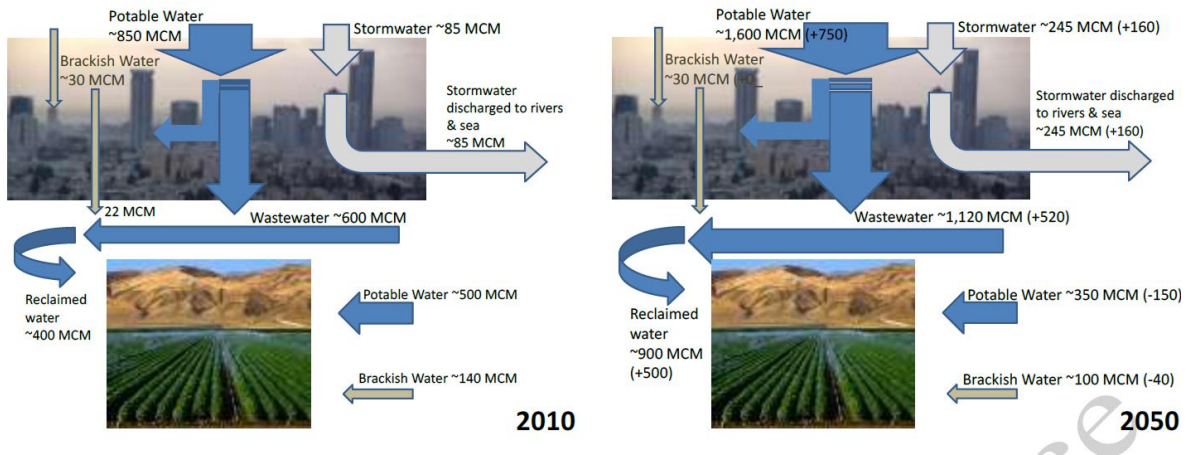 Potable Water
~850 MCM
Stormwater ~85 MCM
Brackish Water
~30 MCM
Stormwater
discharged to rivers
& sea
~85 MCM
22 MCM
Wastewater ~600 MCM
Reclaimed
water
~400 MCM
Potable Water ~500 MCM
Brackish Water ~140 MCM
2010
Potable Water
~1,600 MCM (+750)
Stormwater ~245 MCM (+160)
Brackish Water
~30 MCM (+0_
Stormwater discharged
to rivers & sea
~245 MCM (+160)
Wastewater ~1,120 MCM (+520)
Reclaimed
water
~900 MCM
(+500)
Potable Water ~350 MCM (-150)
Brackish Water ~100 MCM (-40)
2050